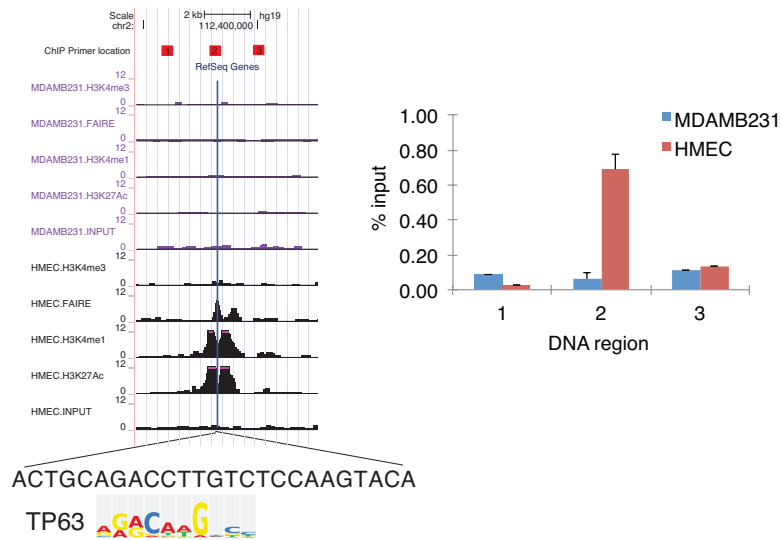 Scale 2 kb hg19
chr2: 112,400,000
ChIP Primer location 1 2 3
RefSeq Genes
12
MDAMB231.H3K4me3
0
12
MDAMB231.FAIRE
0
12
MDAMB231.H3K4me1
0
12
MDAMB231.H3K27Ac
0
12
MDAMB231.INPUT
0
12
HMEC.H3K4me3
0
12
HMEC.FAIRE
0
12
HMEC.H3K4me1
0
12
HMEC.H3K27Ac
0
12
HMEC.INPUT
0
ACTGCAGACCTTGTCTCCAAGTACA
TP63
1.00
0.80
0.60
0.40
0.20
0.00
% input
MDAMB231
HMEC
1 2 3
DNA region